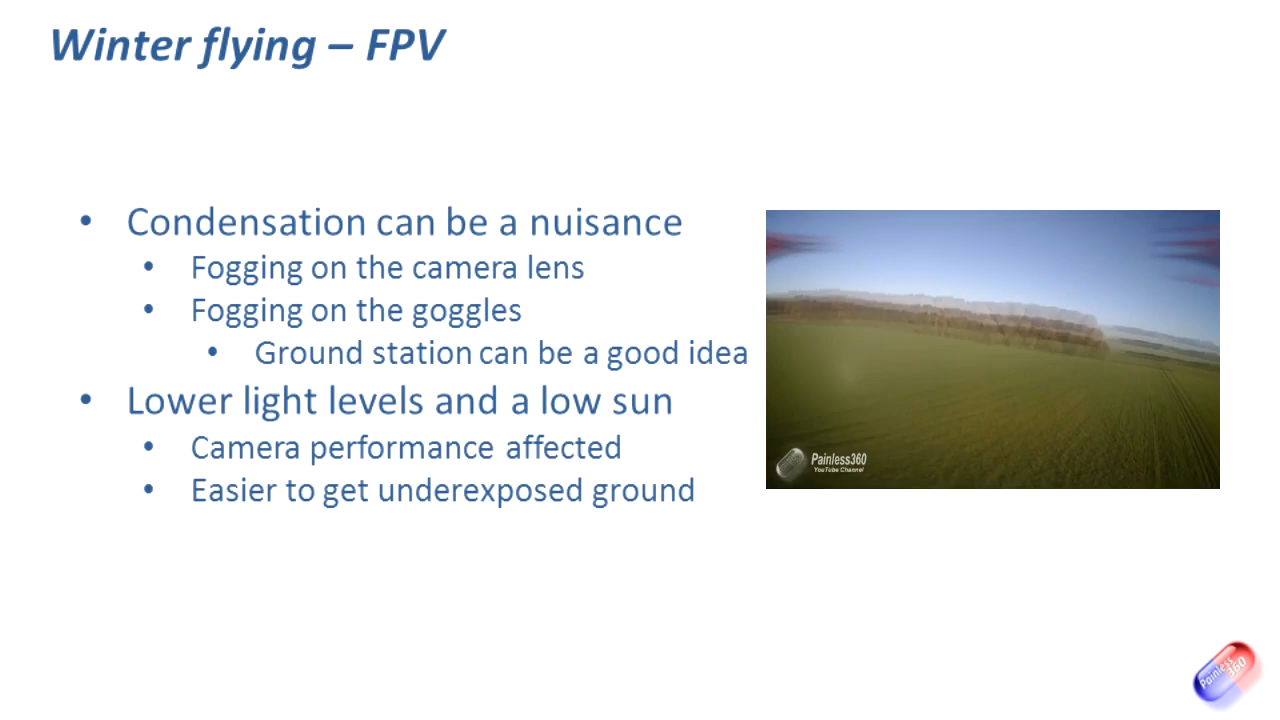 Winter flying – FPV
• Condensation can be a nuisance
• Fogging on the camera lens
• Fogging on the goggles
• Ground station can be a good idea
• Lower light levels and a low sun
• Camera performance affected
• Easier to get underexposed ground
Painless360
YouTube Channel
Painless
360